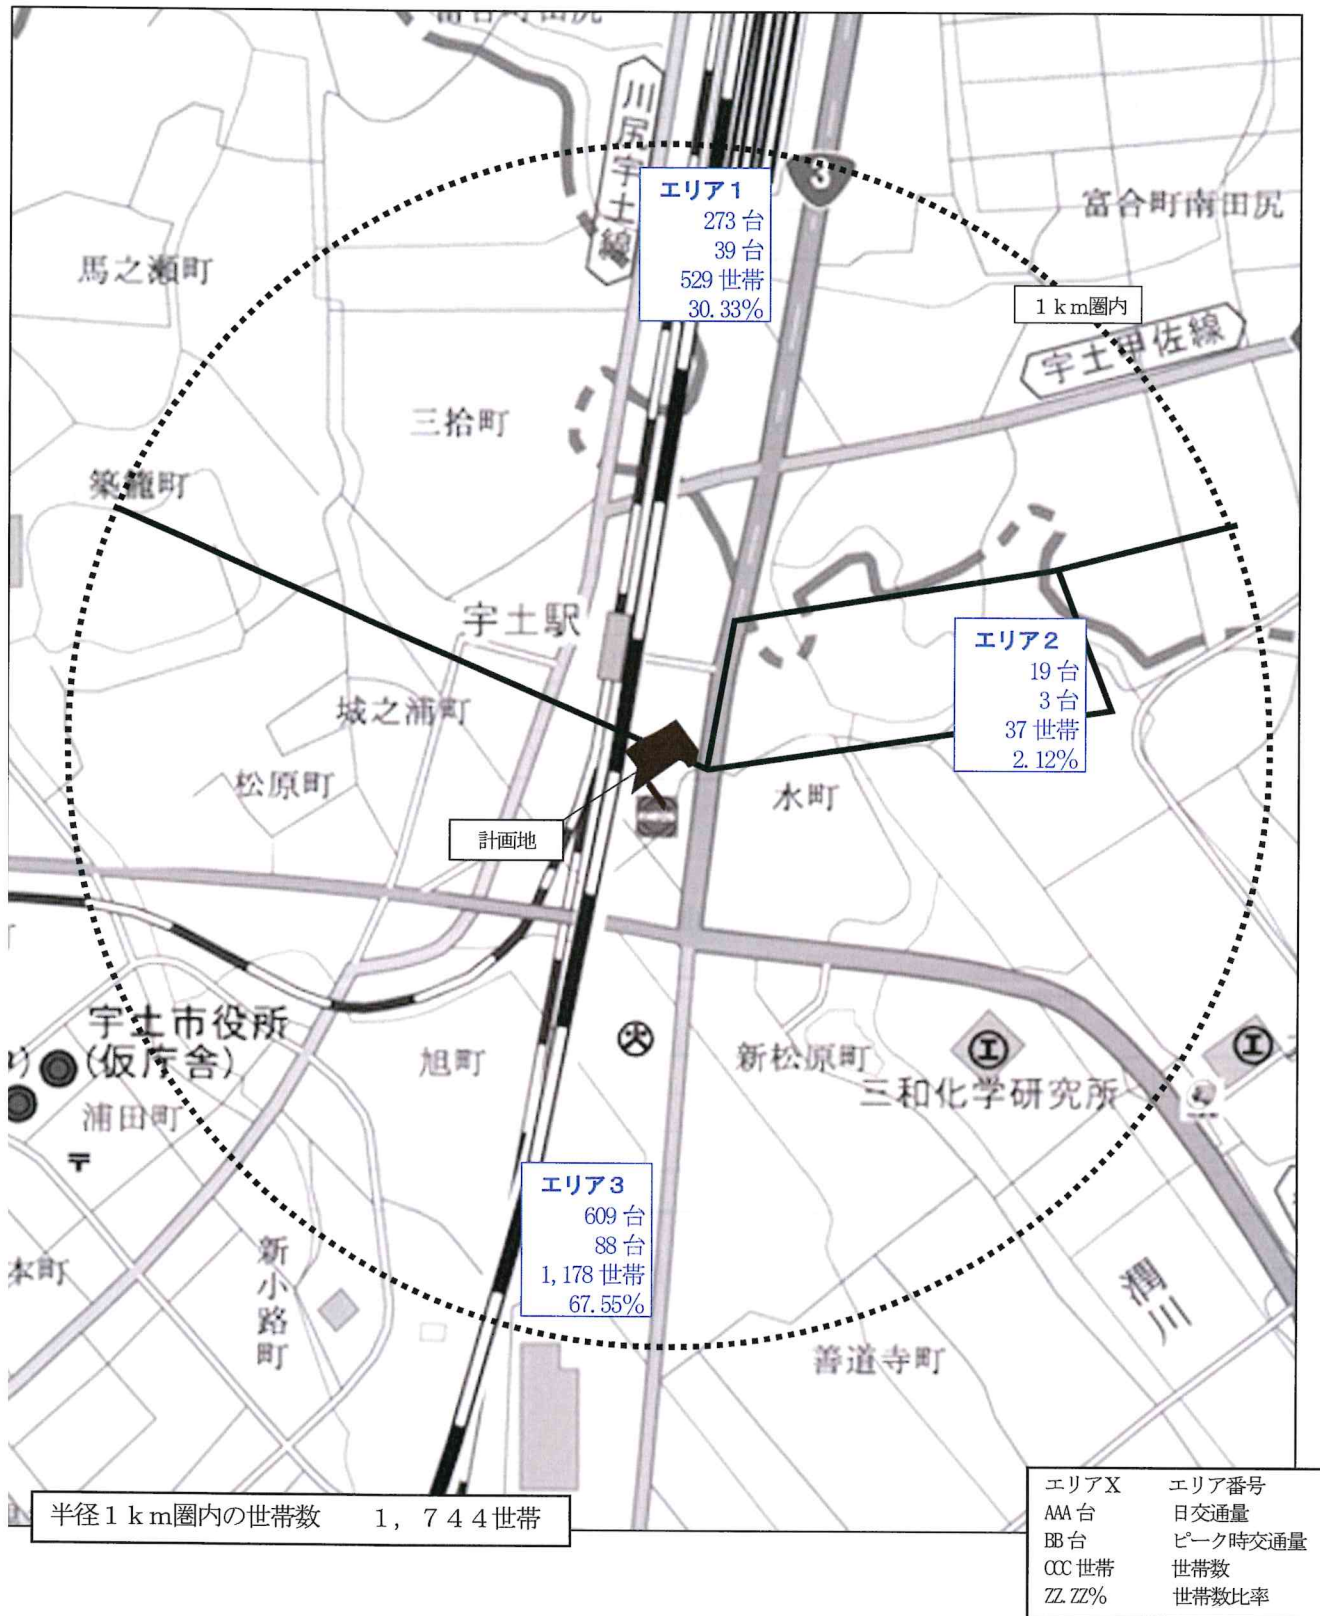 川尻宇土線
3
エリア1
273 台
39 台
529 世帯
30.33%
富合町南田尻
馬之瀬町
1km圏内
宇土甲佐線
三拾町
築籠町
宇土駅
エリア2
19 台
3 台
37 世帯
2.12%
城之浦町
松原町
水町
計画地
宇土市役所
(仮庁舎)
旭町
新松原町
三和化学研究所
浦田町
エリア3
609 台
88 台
1,178 世帯
67.55%
本町
新小路町
潤川
善道寺町
半径1km圏内の世帯数 1,744世帯
エリアX エリア番号
AAA 台 日交通量
BB 台 ピーク時交通量
CCC 世帯 世帯数
ZZ.ZZ% 世帯数比率